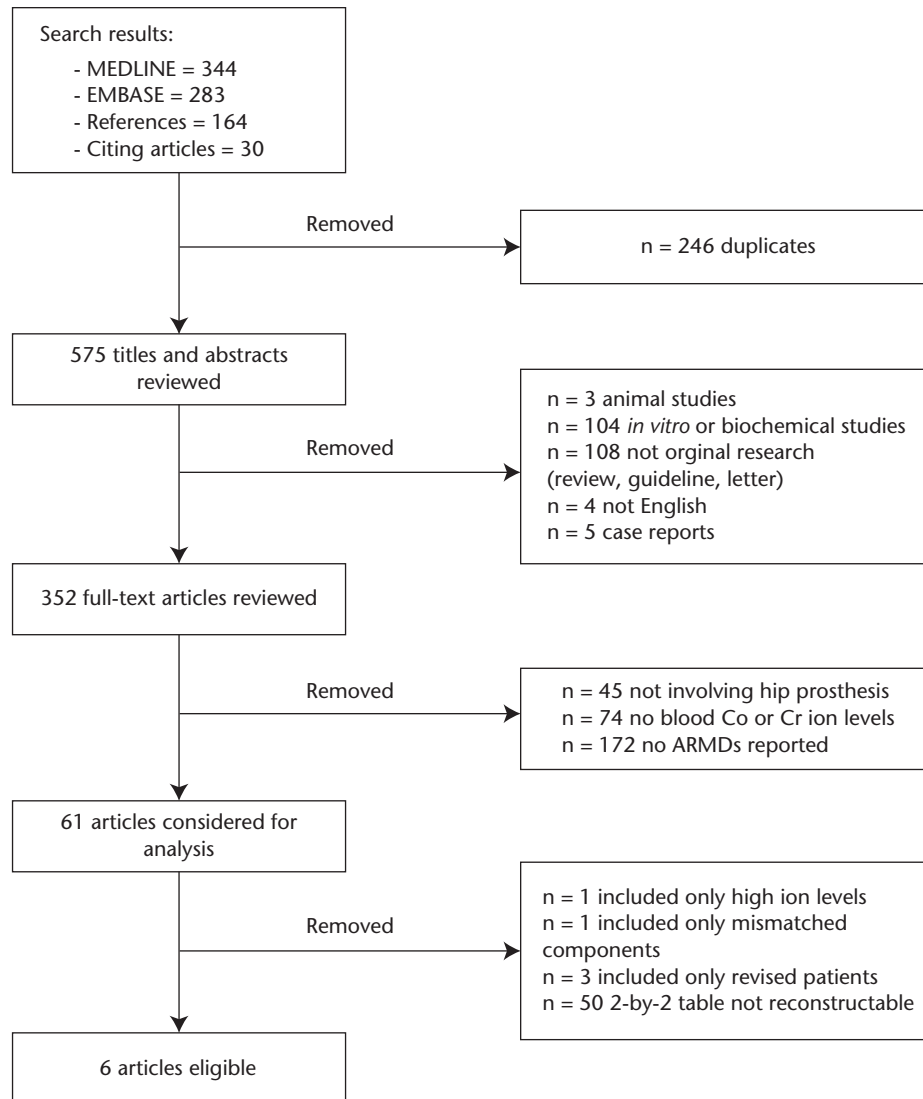 Search results:
- MEDLINE = 344
- EMBASE = 283
- References = 164
- Citing articles = 30
Removed
n = 246 duplicates
575 titles and abstracts
reviewed
Removed
n = 3 animal studies
n = 104 in vitro or biochemical studies
n = 108 not orginal research
(review, guideline, letter)
n = 4 not English
n = 5 case reports
352 full-text articles reviewed
Removed
n = 45 not involving hip prosthesis
n = 74 no blood Co or Cr ion levels
n = 172 no ARMDs reported
61 articles considered for
analysis
Removed
n = 1 included only high ion levels
n = 1 included only mismatched
components
n = 3 included only revised patients
n = 50 2-by-2 table not reconstructable
6 articles eligible